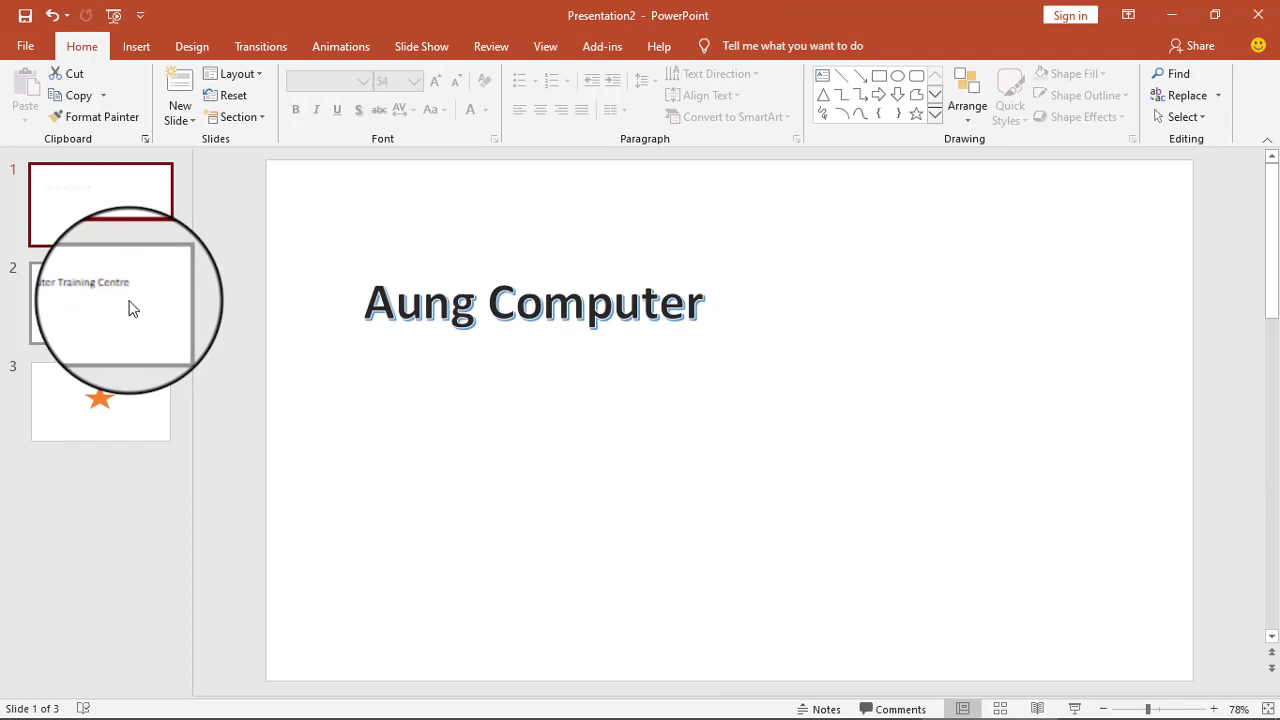 Presentation2 - PowerPoint
Sign in
File Home Insert Design Transitions Animations Slide Show Review View Add-ins Help Tell me what you want to do Share
Paste
Cut
Copy
Format Painter
Clipboard
New Slide
Layout
Reset
Section
Slides
54
B I U S abc AV Aa A
Font
Text Direction
Align Text
Convert to SmartArt
Paragraph
Arrange
Quick Styles
Shape Fill
Shape Outline
Shape Effects
Drawing
Find
Replace
Select
Editing
1
2
Training Centre
3
Aung Computer
Slide 1 of 3
Notes
Comments
78%